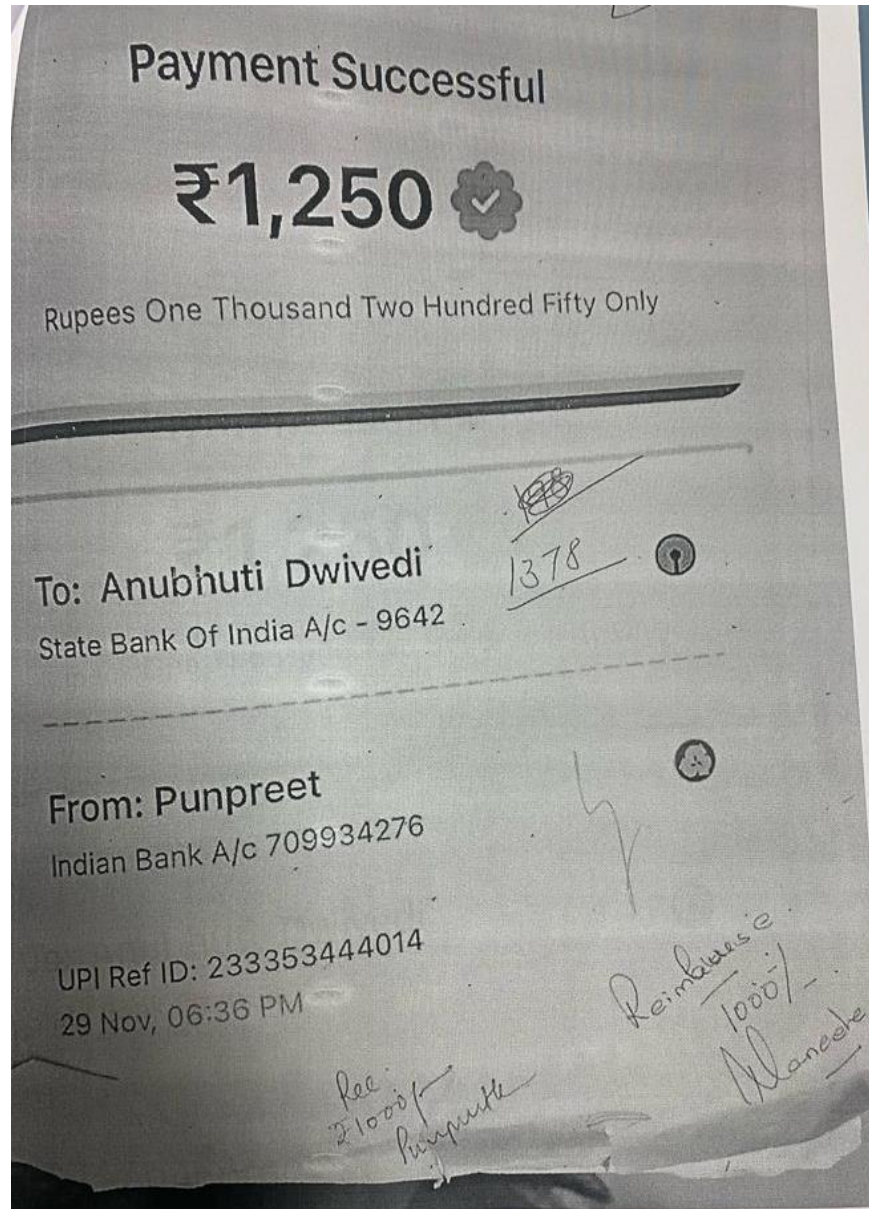 Payment Successful
₹1,250
Rupees One Thousand Two Hundred Fifty Only
To: Anubhuti Dwivedi
State Bank Of India A/c - 9642
1378
From: Punpreet
Indian Bank A/c 709934276
UPI Ref ID: 233353444014
29 Nov, 06:36 PM
1000/-
Rec.
₹1000/-